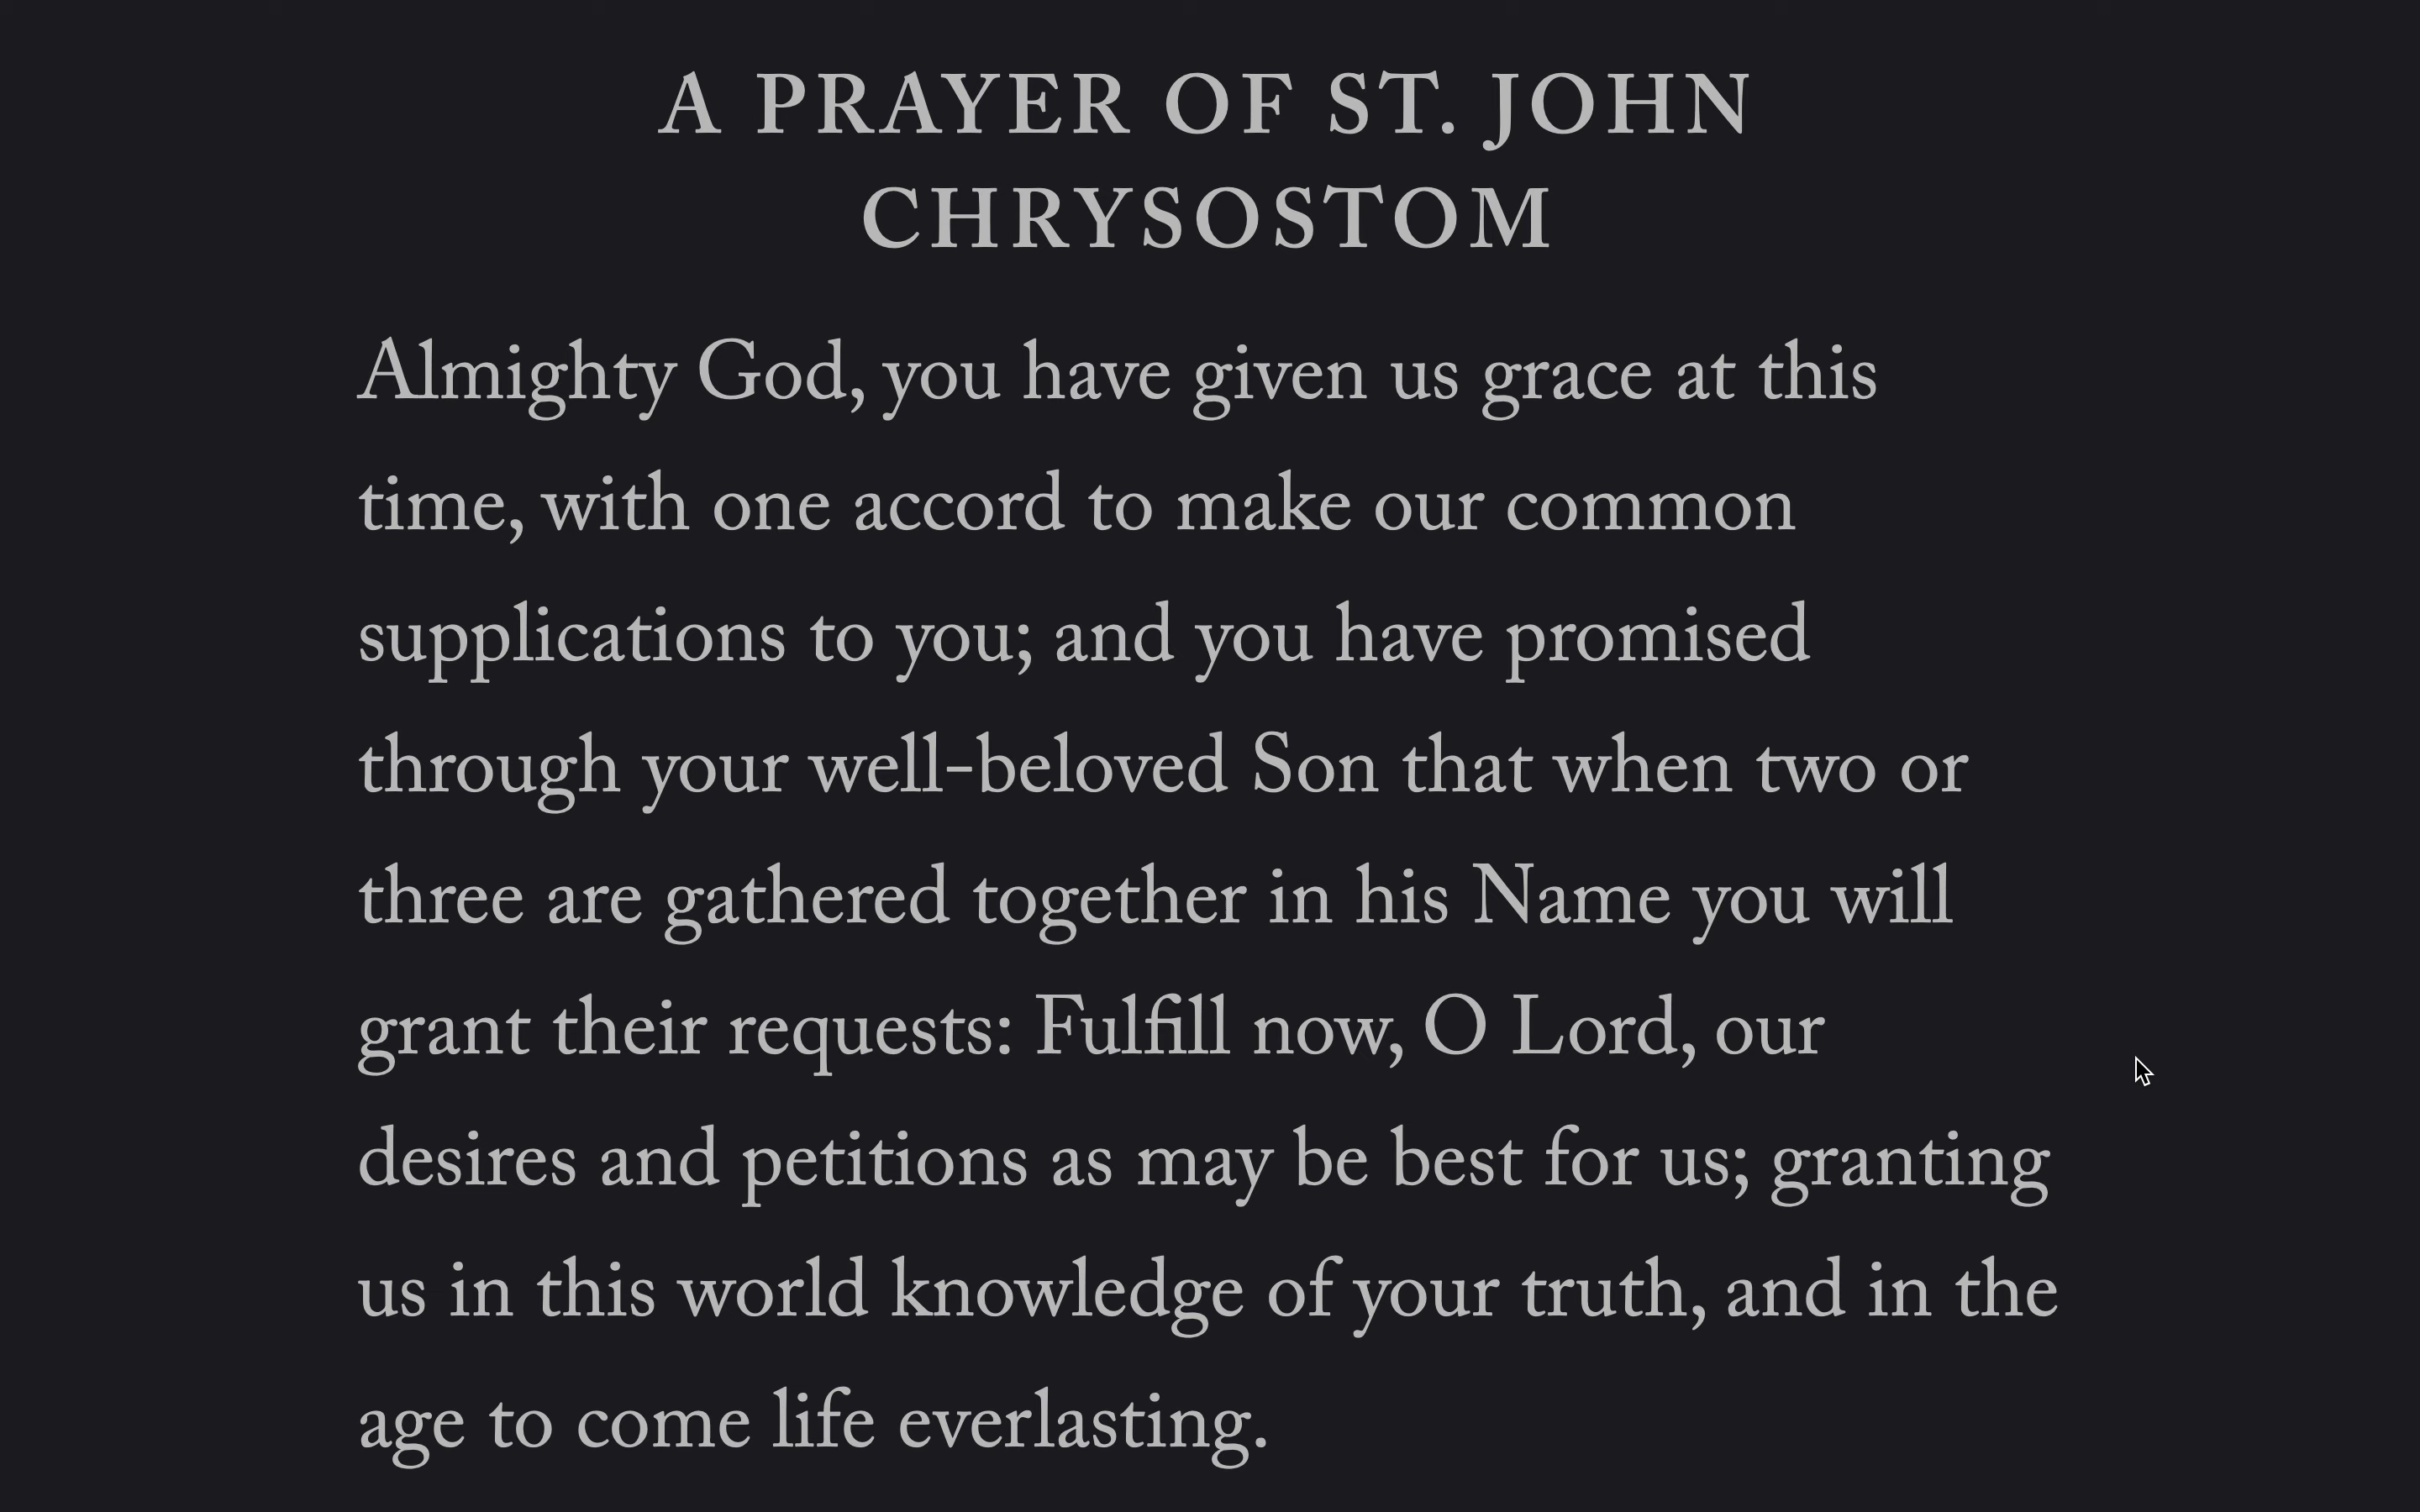 A PRAYER OF ST. JOHN
CHRYSOSTOM
Almighty God, you have given us grace at this
time, with one accord to make our common
supplications to you; and you have promised
through your well-beloved Son that when two or
three are gathered together in his Name you will
grant their requests: Fulfill now, O Lord, our
desires and petitions as may be best for us; granting
us in this world knowledge of your truth, and in the
age to come life everlasting.